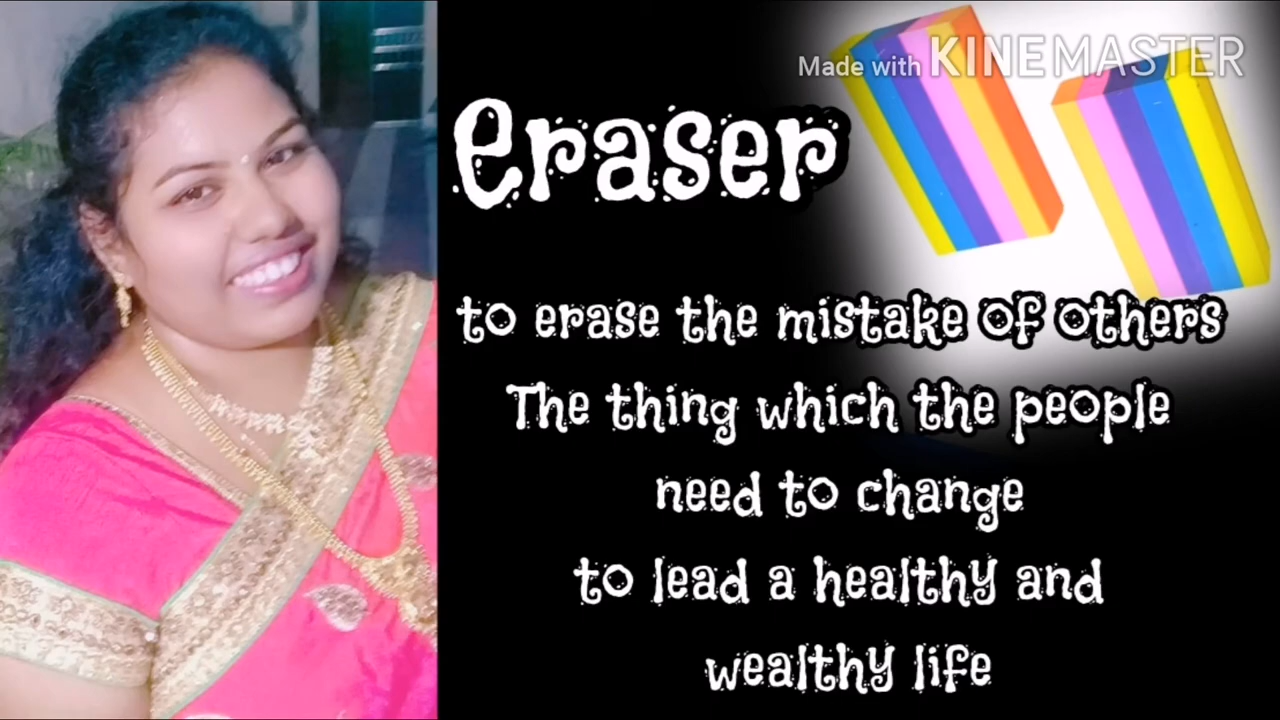 Made with KINEMASTER
eraser
to erase the mistake of others
The thing which the people
need to change
to lead a healthy and
wealthy life